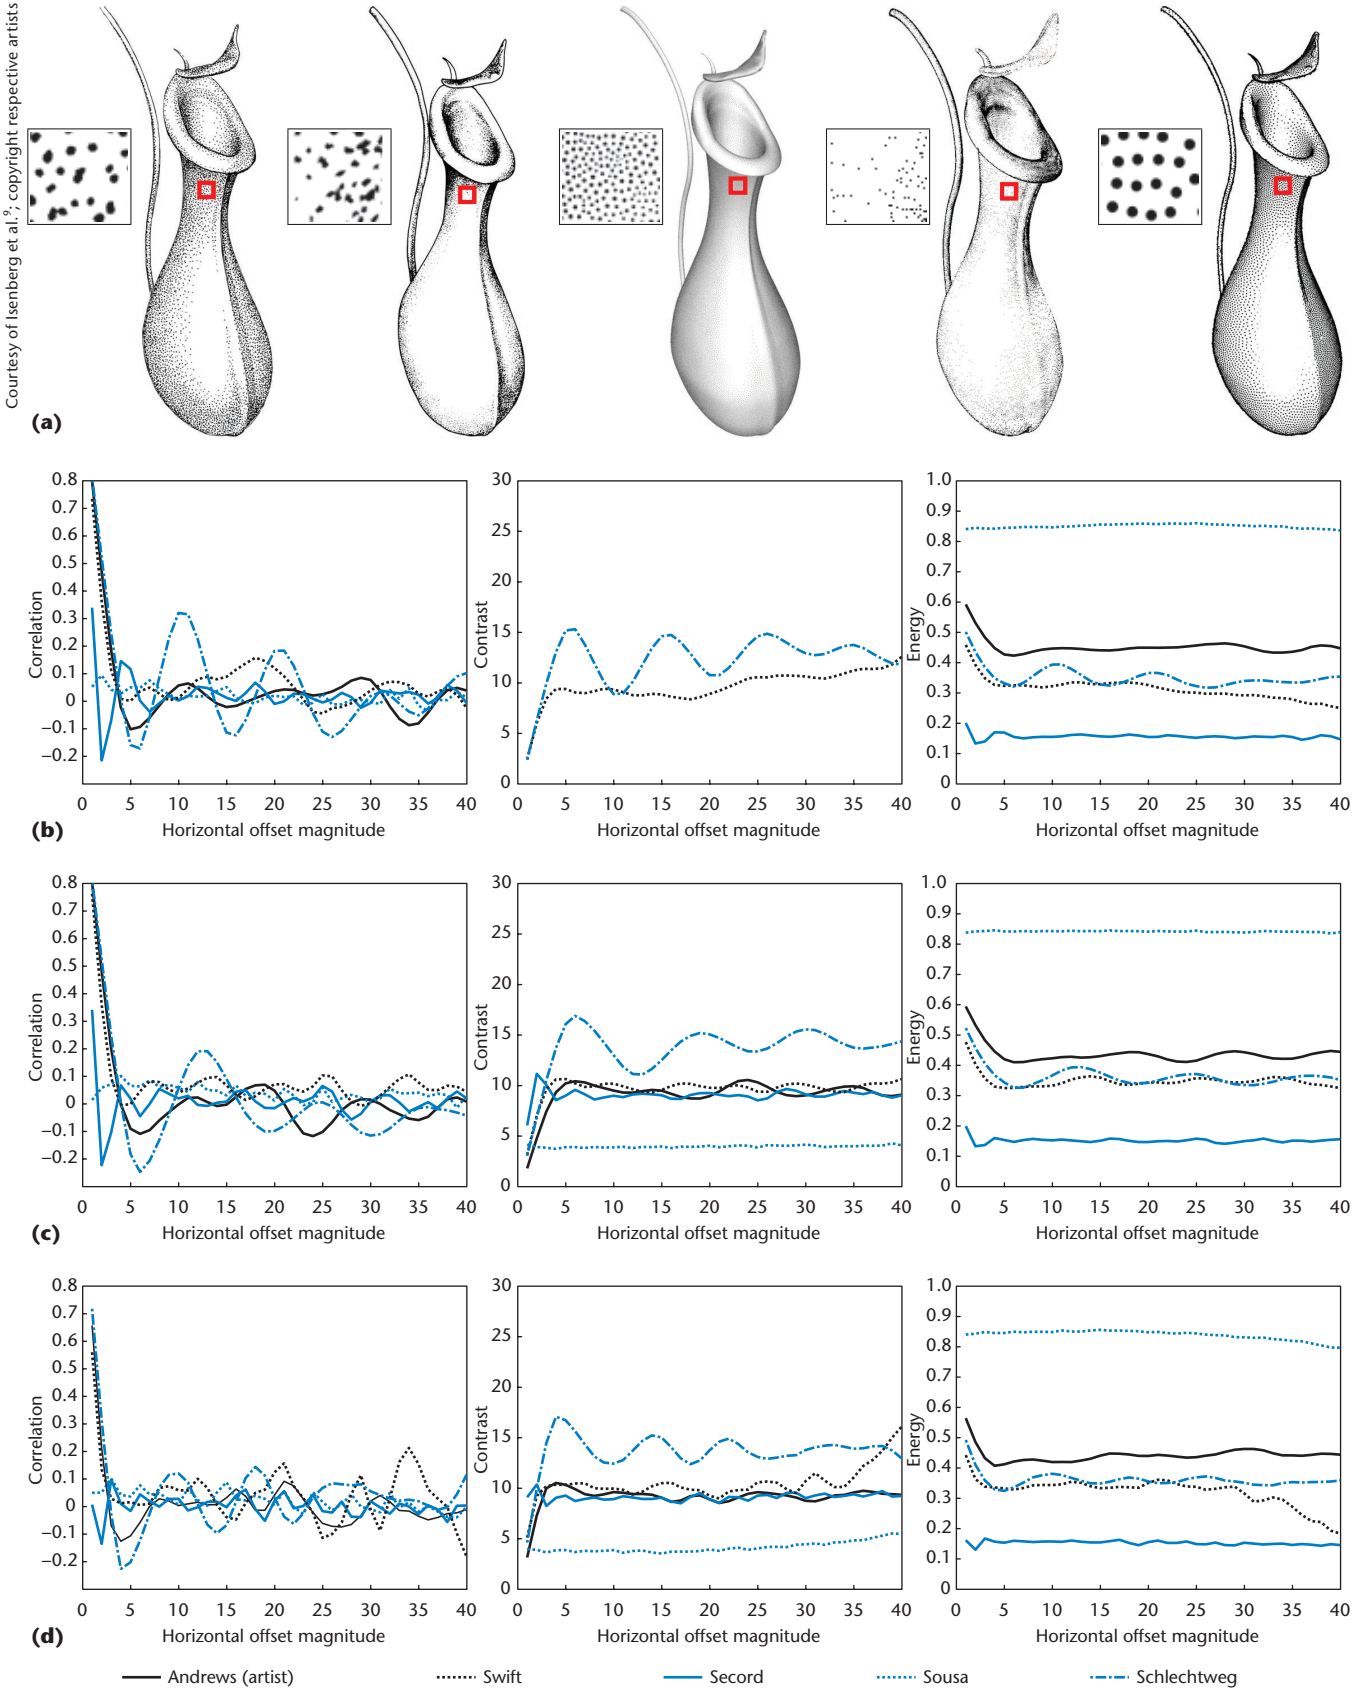 Courtesy of Isenberg et al.⁹; copyright respective artists
(a)
0.8
0.7
0.6
0.5
0.4
0.3
0.2
0.1
0
−0.1
−0.2
Correlation
0 5 10 15 20 25 30 35 40
Horizontal offset magnitude
30
25
20
15
10
5
0
Contrast
0 5 10 15 20 25 30 35 40
Horizontal offset magnitude
1.0
0.9
0.8
0.7
0.6
0.5
0.4
0.3
0.2
0.1
0
Energy
0 5 10 15 20 25 30 35 40
Horizontal offset magnitude
(b)
0.8
0.7
0.6
0.5
0.4
0.3
0.2
0.1
0
−0.1
−0.2
Correlation
0 5 10 15 20 25 30 35 40
Horizontal offset magnitude
30
25
20
15
10
5
0
Contrast
0 5 10 15 20 25 30 35 40
Horizontal offset magnitude
1.0
0.9
0.8
0.7
0.6
0.5
0.4
0.3
0.2
0.1
0
Energy
0 5 10 15 20 25 30 35 40
Horizontal offset magnitude
(c)
0.8
0.7
0.6
0.5
0.4
0.3
0.2
0.1
0
−0.1
−0.2
Correlation
0 5 10 15 20 25 30 35 40
Horizontal offset magnitude
30
25
20
15
10
5
0
Contrast
0 5 10 15 20 25 30 35 40
Horizontal offset magnitude
1.0
0.9
0.8
0.7
0.6
0.5
0.4
0.3
0.2
0.1
0
Energy
0 5 10 15 20 25 30 35 40
Horizontal offset magnitude
(d)
Andrews (artist) Swift Secord Sousa Schlechtweg